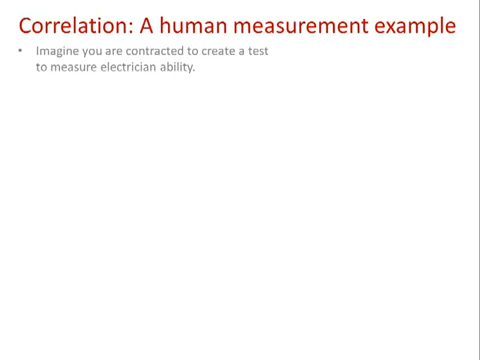 Correlation: A human measurement example
• Imagine you are contracted to create a test
to measure electrician ability.